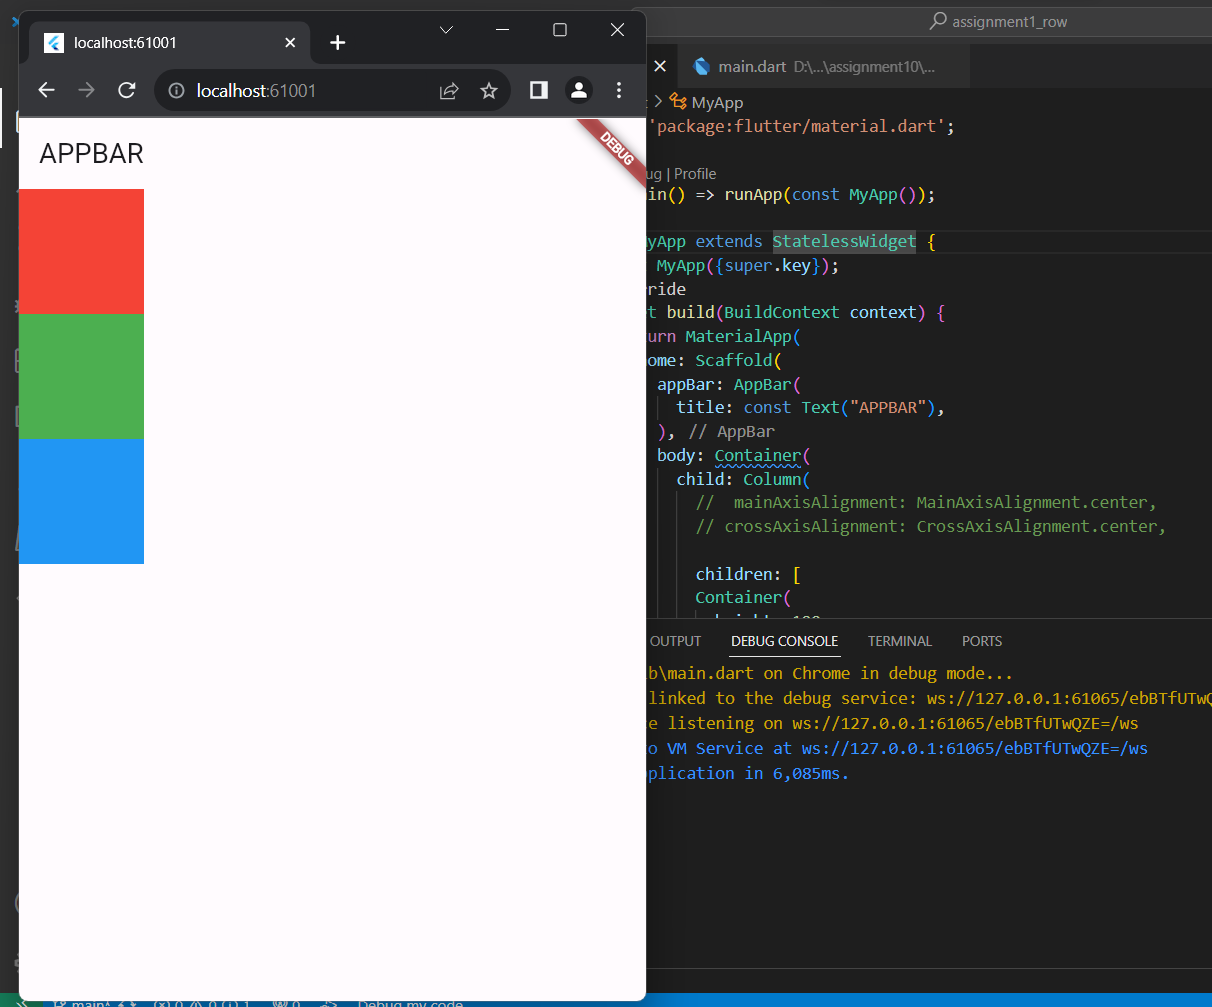 localhost:61001
localhost:61001
APPBAR
DEBUG
assignment1_row
main.dart D:\...\assignment10\...
MyApp
'package:flutter/material.dart';
ug | Profile
in() => runApp(const MyApp());
yApp extends StatelessWidget {
MyApp({super.key});
ride
t build(BuildContext context) {
urn MaterialApp(
ome: Scaffold(
appBar: AppBar(
title: const Text("APPBAR"),
), // AppBar
body: Container(
child: Column(
// mainAxisAlignment: MainAxisAlignment.center,
// crossAxisAlignment: CrossAxisAlignment.center,
children: [
Container(
OUTPUT DEBUG CONSOLE TERMINAL PORTS
b\main.dart on Chrome in debug mode...
linked to the debug service: ws://127.0.0.1:61065/ebBTfUTwQ
e listening on ws://127.0.0.1:61065/ebBTfUTwQZE=/ws
o VM Service at ws://127.0.0.1:61065/ebBTfUTwQZE=/ws
plication in 6,085ms.
Debug my code